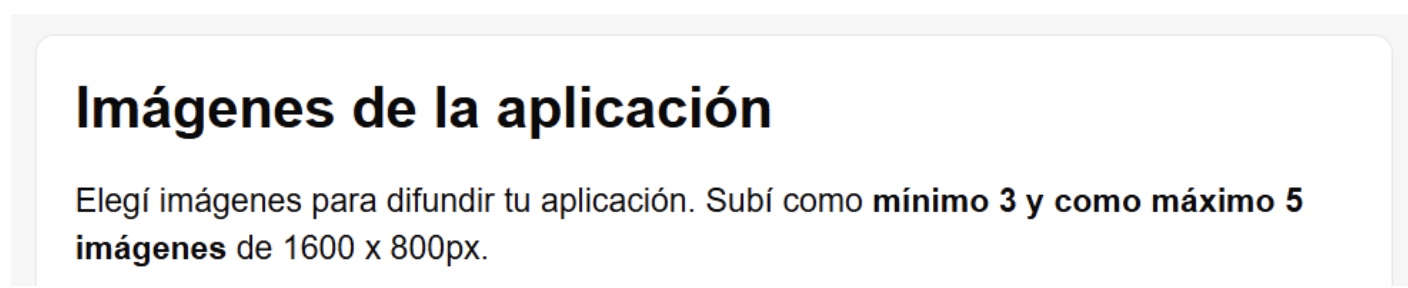 Imágenes de la aplicación
Elegí imágenes para difundir tu aplicación. Subí como mínimo 3 y como máximo 5
imágenes de 1600 x 800px.